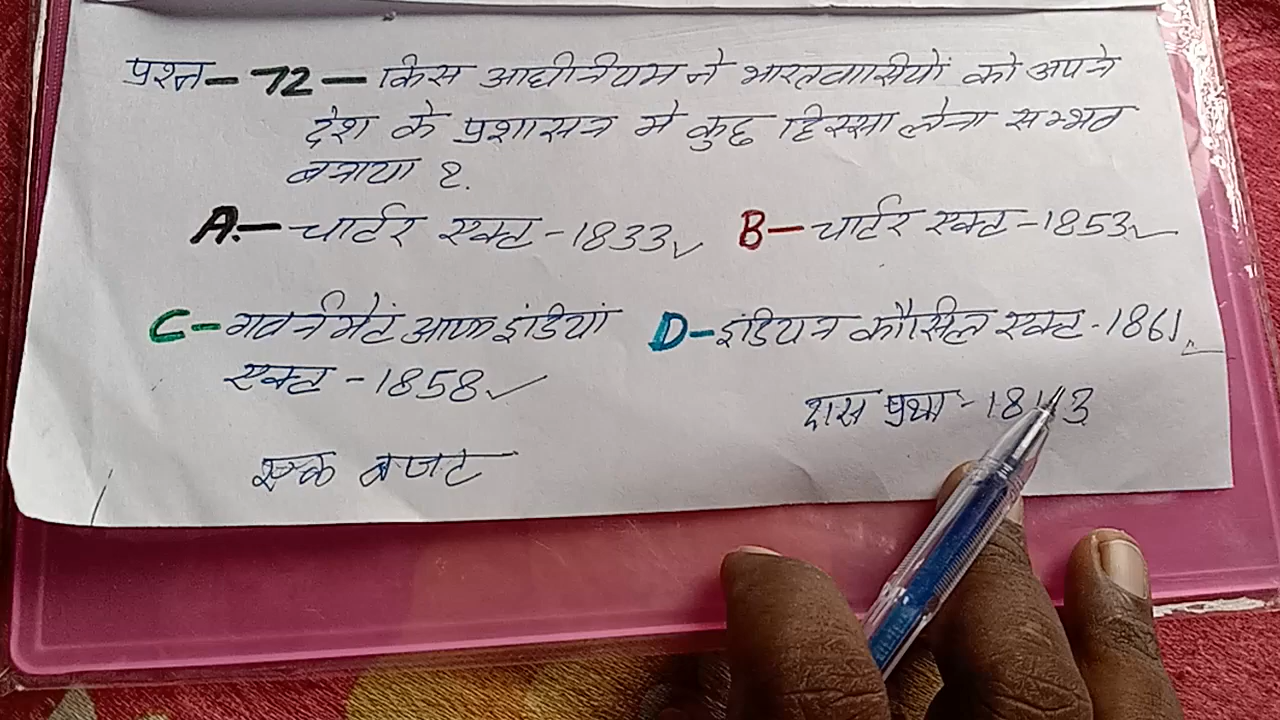 प्रश्न - 72 - किस अधिनियम ने भारतवासियों को अपने
देश के प्रशासन मे कुछ हिस्सा लेना सम्भव
बनाया ?.
A.- चार्टर एक्ट - 1833 ✓ B- चार्टर एक्ट - 1853 ✓
C- गवर्नमेंट आफ इंडियां D- इंडियन कौंसिल एक्ट - 1861
एक्ट - 1858 ✓
दास प्रथा - 1843
एक बजट